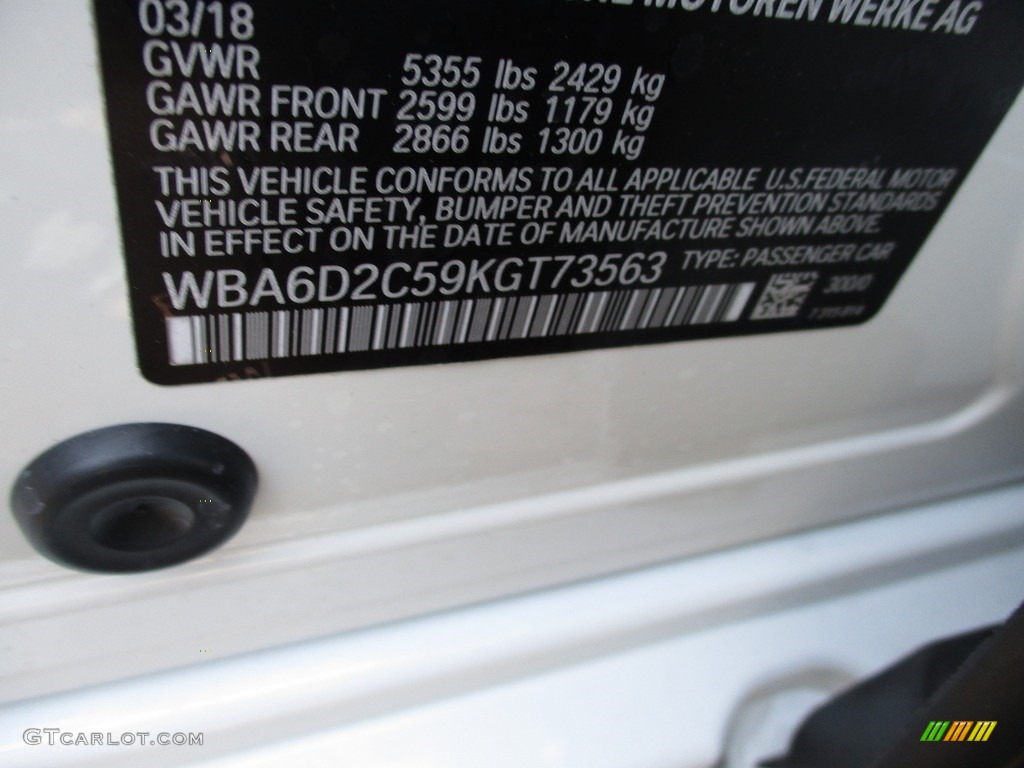 MOTOREN WERKE AG
03/18
GVWR 5355 lbs 2429 kg
GAWR FRONT 2599 lbs 1179 kg
GAWR REAR 2866 lbs 1300 kg
THIS VEHICLE CONFORMS TO ALL APPLICABLE U.S.FEDERAL MOTOR
VEHICLE SAFETY, BUMPER AND THEFT PREVENTION STANDARDS
IN EFFECT ON THE DATE OF MANUFACTURE SHOWN ABOVE.
WBA6D2C59KGT73563 TYPE: PASSENGER CAR
300/0
GTCARLOT.COM